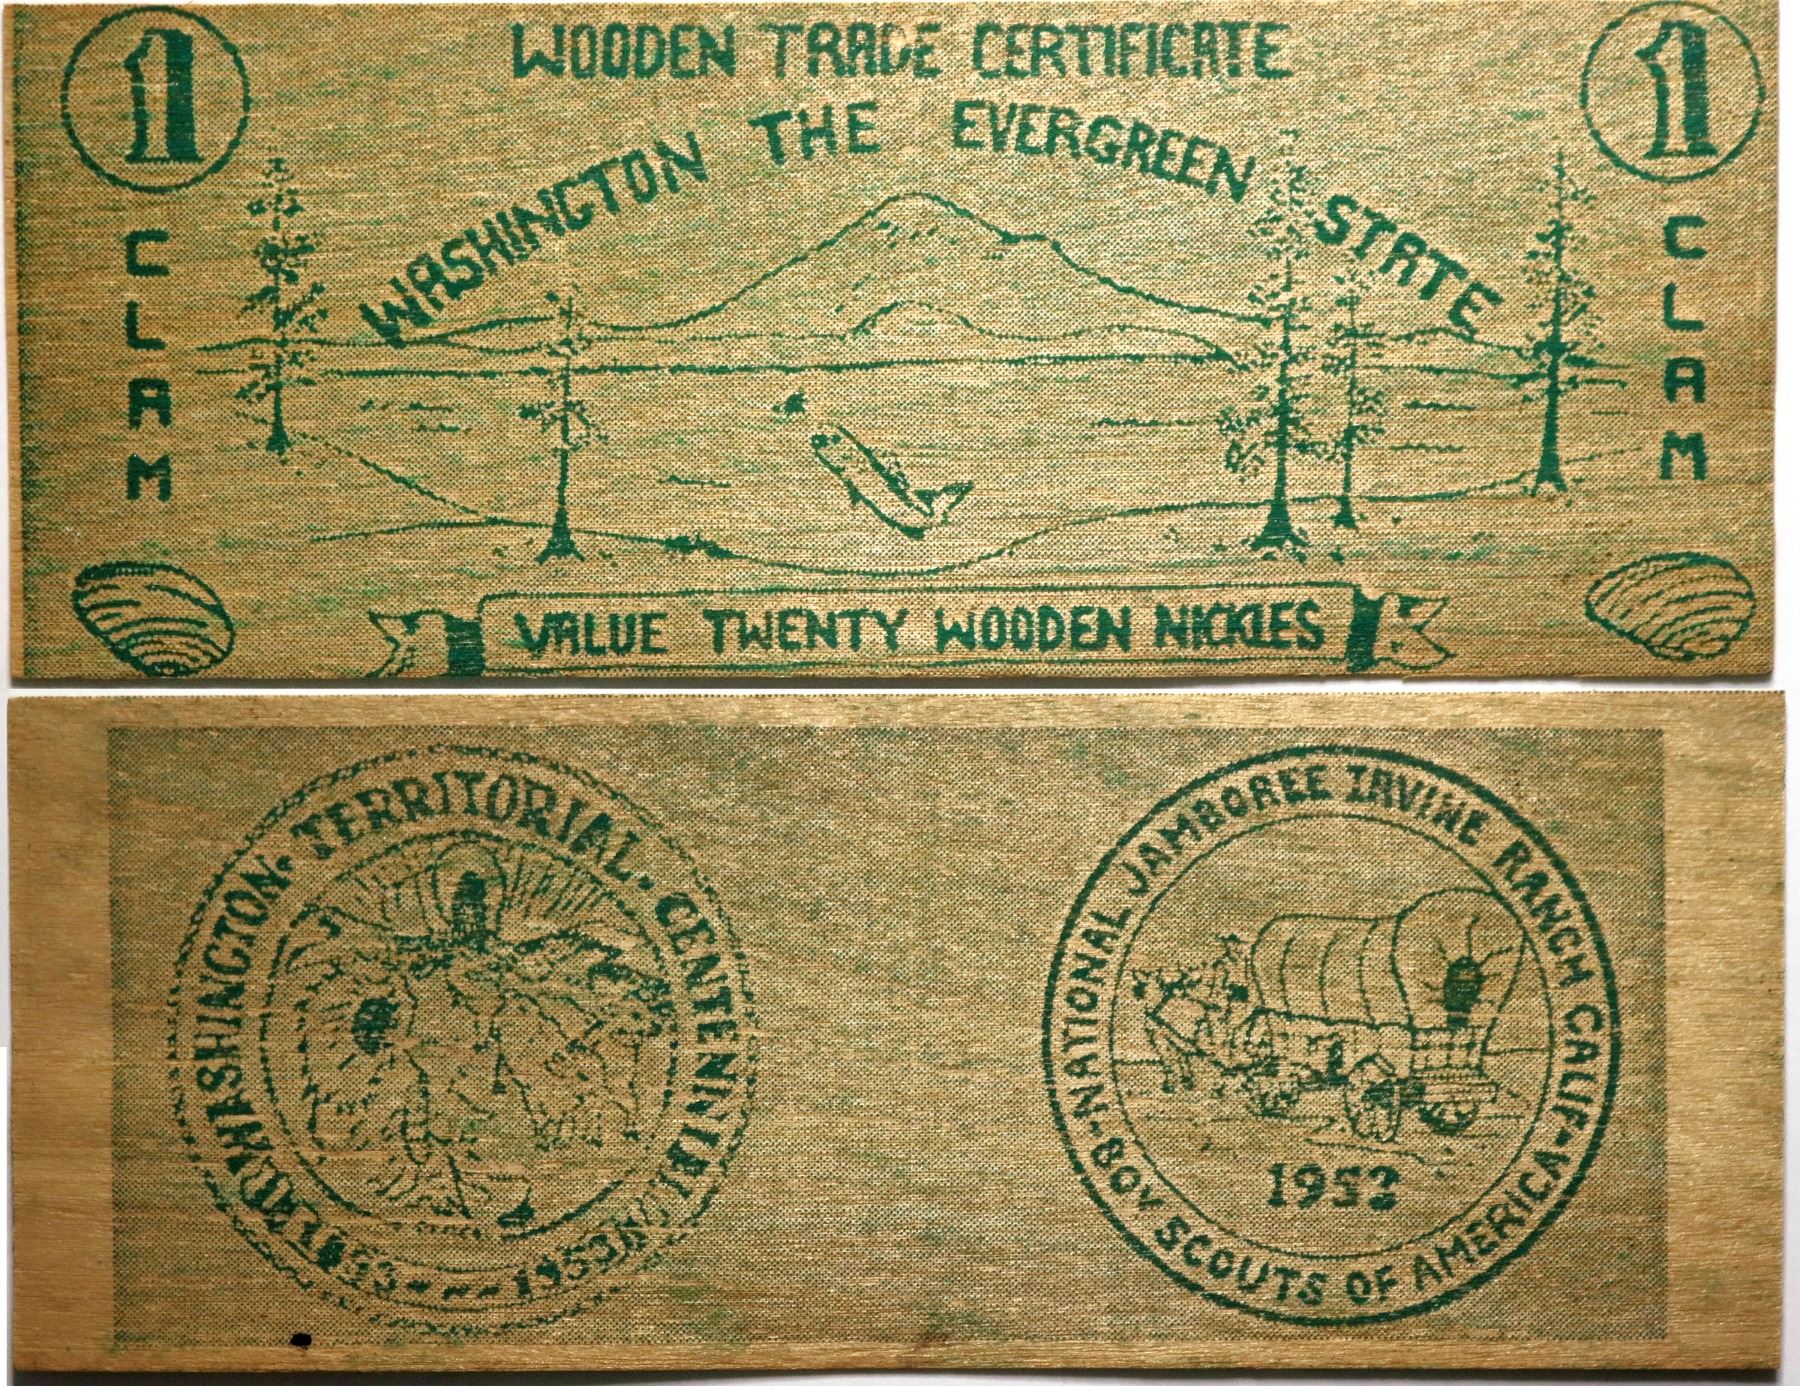 1
WOODEN TRADE CERTIFICATE
1
WASHINGTON THE EVERGREEN STATE
CLAM
CLAM
VALUE TWENTY WOODEN NICKLES
WASHINGTON · TERRITORIAL · CENTENNIAL
1853 - ~ ~ - 1953
NATIONAL JAMBOREE IRVINE RANCH CALIF-
-BOY SCOUTS OF AMERICA-
1953